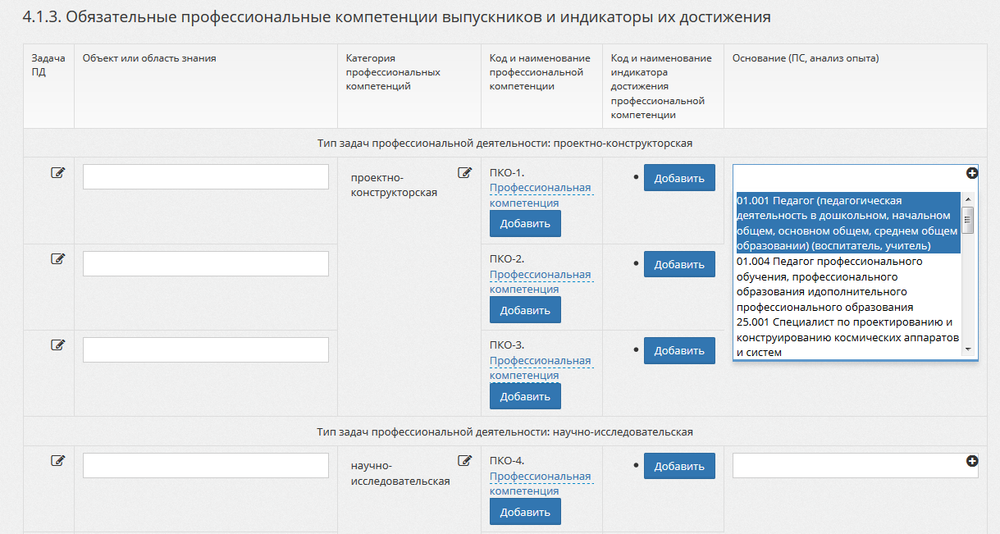 4.1.3. Обязательные профессиональные компетенции выпускников и индикаторы их достижения
Задача
ПД
Объект или область знания
Категория
профессиональных
компетенций
Код и наименование
профессиональной
компетенции
Код и наименование
индикатора
достижения
профессиональной
компетенции
Основание (ПС, анализ опыта)
Тип задач профессиональной деятельности: проектно-конструкторская
проектно-
конструкторская
ПКО-1.
Профессиональная
компетенция
Добавить
Добавить
01.001 Педагог (педагогическая
деятельность в дошкольном, начальном
общем, основном общем, среднем общем
образовании) (воспитатель, учитель)
01.004 Педагог профессионального
обучения, профессионального
образования идополнительного
профессионального образования
25.001 Специалист по проектированию и
конструированию космических аппаратов
и систем
ПКО-2.
Профессиональная
компетенция
Добавить
Добавить
ПКО-3.
Профессиональная
компетенция
Добавить
Добавить
Тип задач профессиональной деятельности: научно-исследовательская
научно-
исследовательская
ПКО-4.
Профессиональная
компетенция
Добавить
Добавить